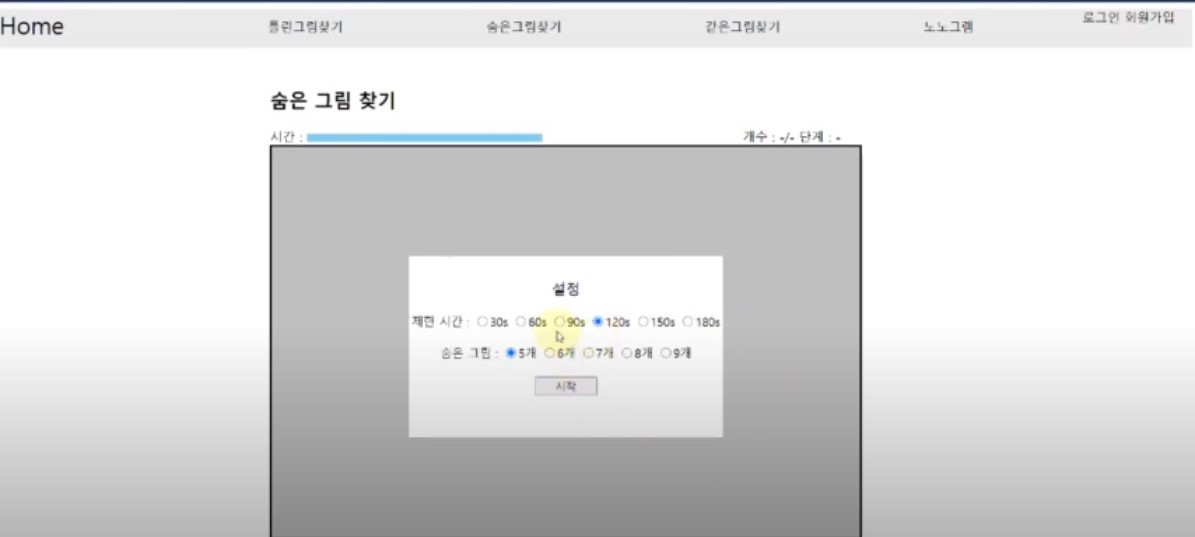 Home 틀린그림찾기 숨은그림찾기 같은그림찾기 노노그램 로그인 회원가입
숨은 그림 찾기
시간 : 개수 : -/- 단계 : -
설정
제한 시간 : 30s 60s 90s 120s 150s 180s
숨은 그림 : 5개 6개 7개 8개 9개
시작